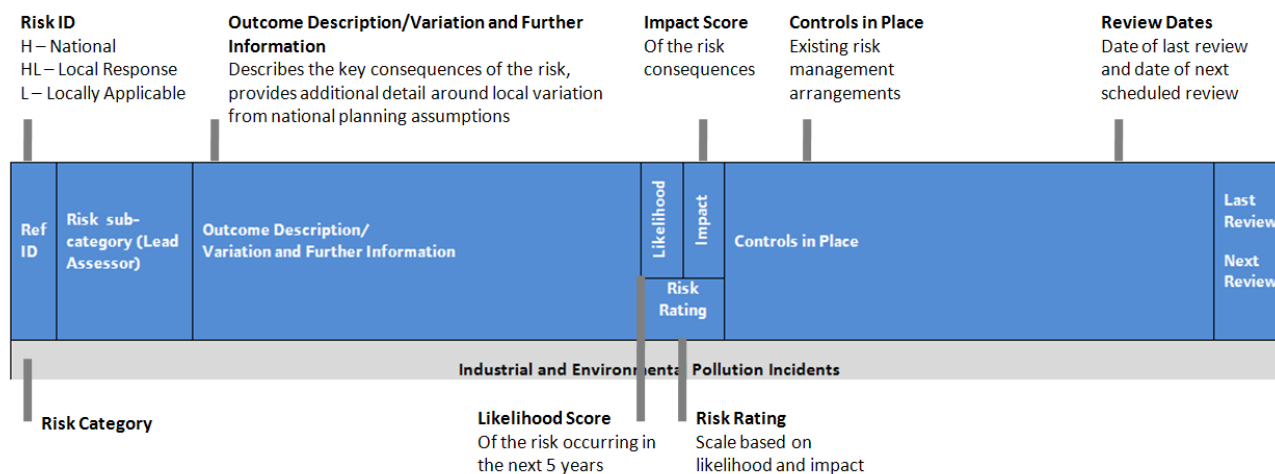 Risk ID
H – National
HL – Local Response
L – Locally Applicable
Outcome Description/Variation and Further
Information
Describes the key consequences of the risk,
provides additional detail around local variation
from national planning assumptions
Impact Score
Of the risk
consequences
Controls in Place
Existing risk
management
arrangements
Review Dates
Date of last review
and date of next
scheduled review
Ref
ID
Risk sub-
category (Lead
Assessor)
Outcome Description/
Variation and Further Information
Likelihood
Impact
Risk
Rating
Controls in Place
Last
Review
Next
Review
Industrial and Environmental Pollution Incidents
Risk Category
Likelihood Score
Of the risk occurring in
the next 5 years
Risk Rating
Scale based on
likelihood and impact